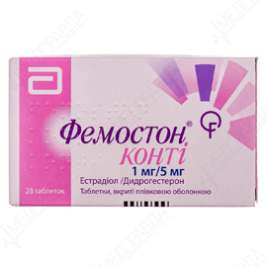 Фемостон®
КОНТІ
1 мг/5 мг
28 таблеток
Естрадіол /Дидрогестерон
Таблетки, вкриті плівковою оболонкою